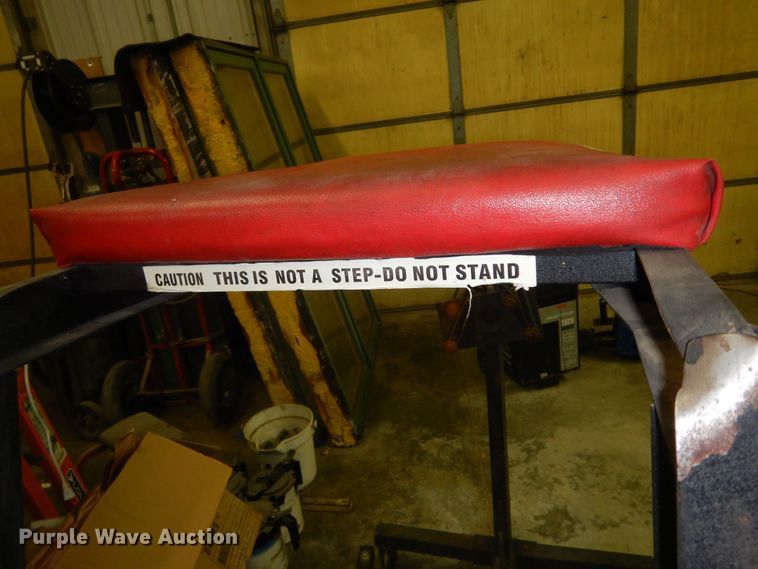 CAUTION THIS IS NOT A STEP-DO NOT STAND
Purple Wave Auction